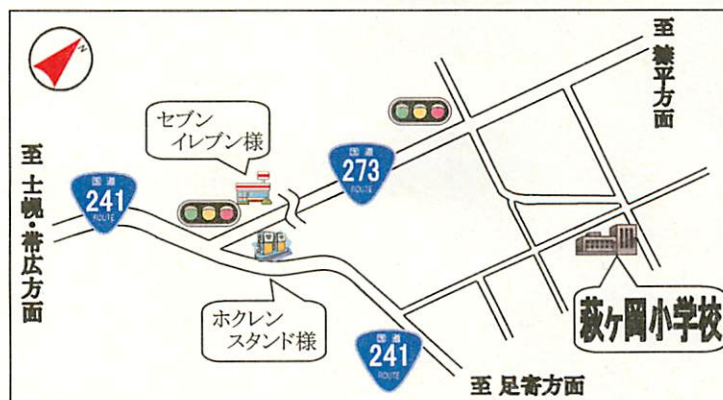 N
至 糠平方面
セブン
イレブン様
国道
273
ROUTE
国道
241
ROUTE
至 士幌・帯広方面
萩ヶ岡小学校
ホクレン
スタンド様
国道
241
ROUTE
至 足寄方面